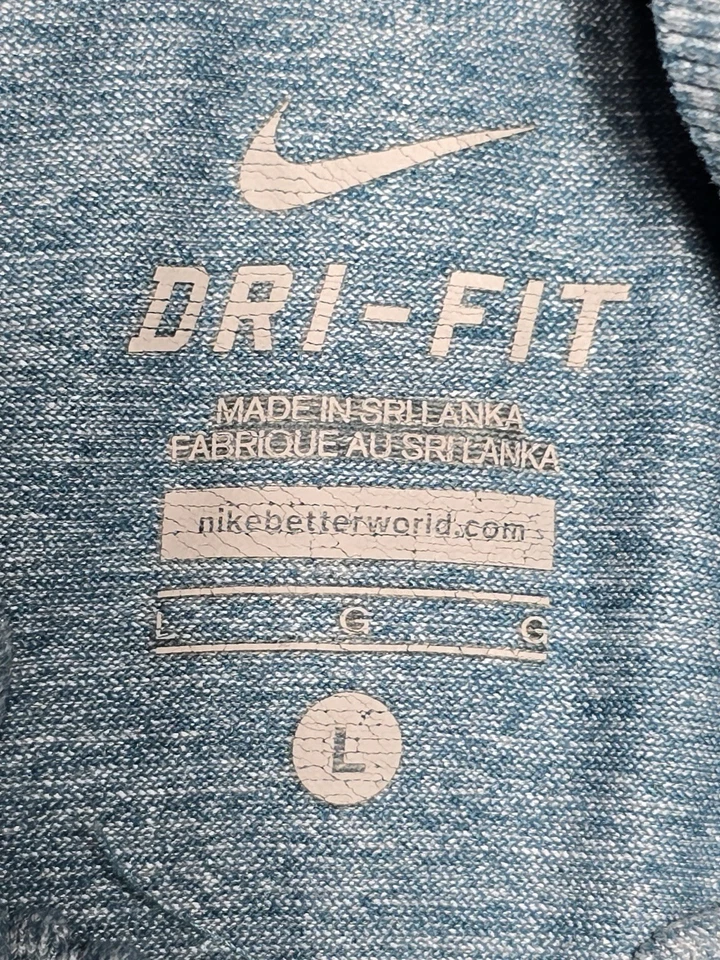 DRI-FIT
MADE IN SRI LANKA
FABRIQUE AU SRI LANKA
nikebetterworld.com
L G G
L